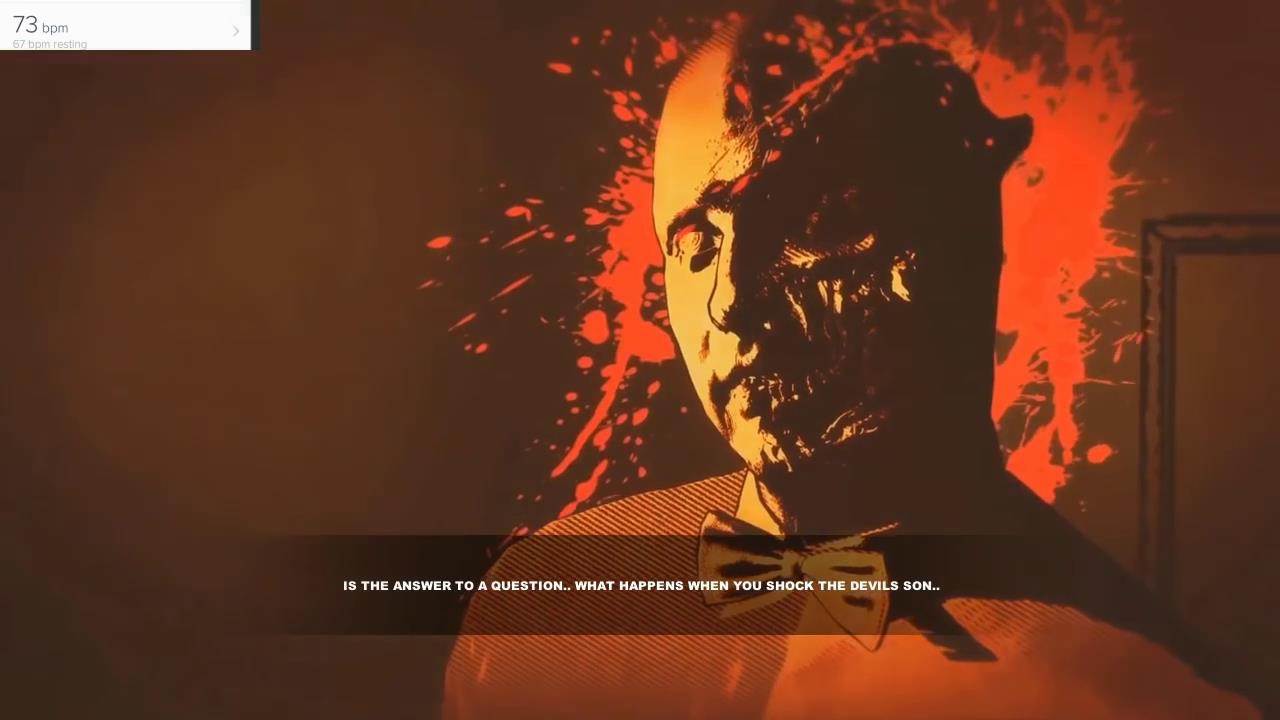 73 bpm
67 bpm resting
IS THE ANSWER TO A QUESTION.. WHAT HAPPENS WHEN YOU SHOCK THE DEVILS SON..